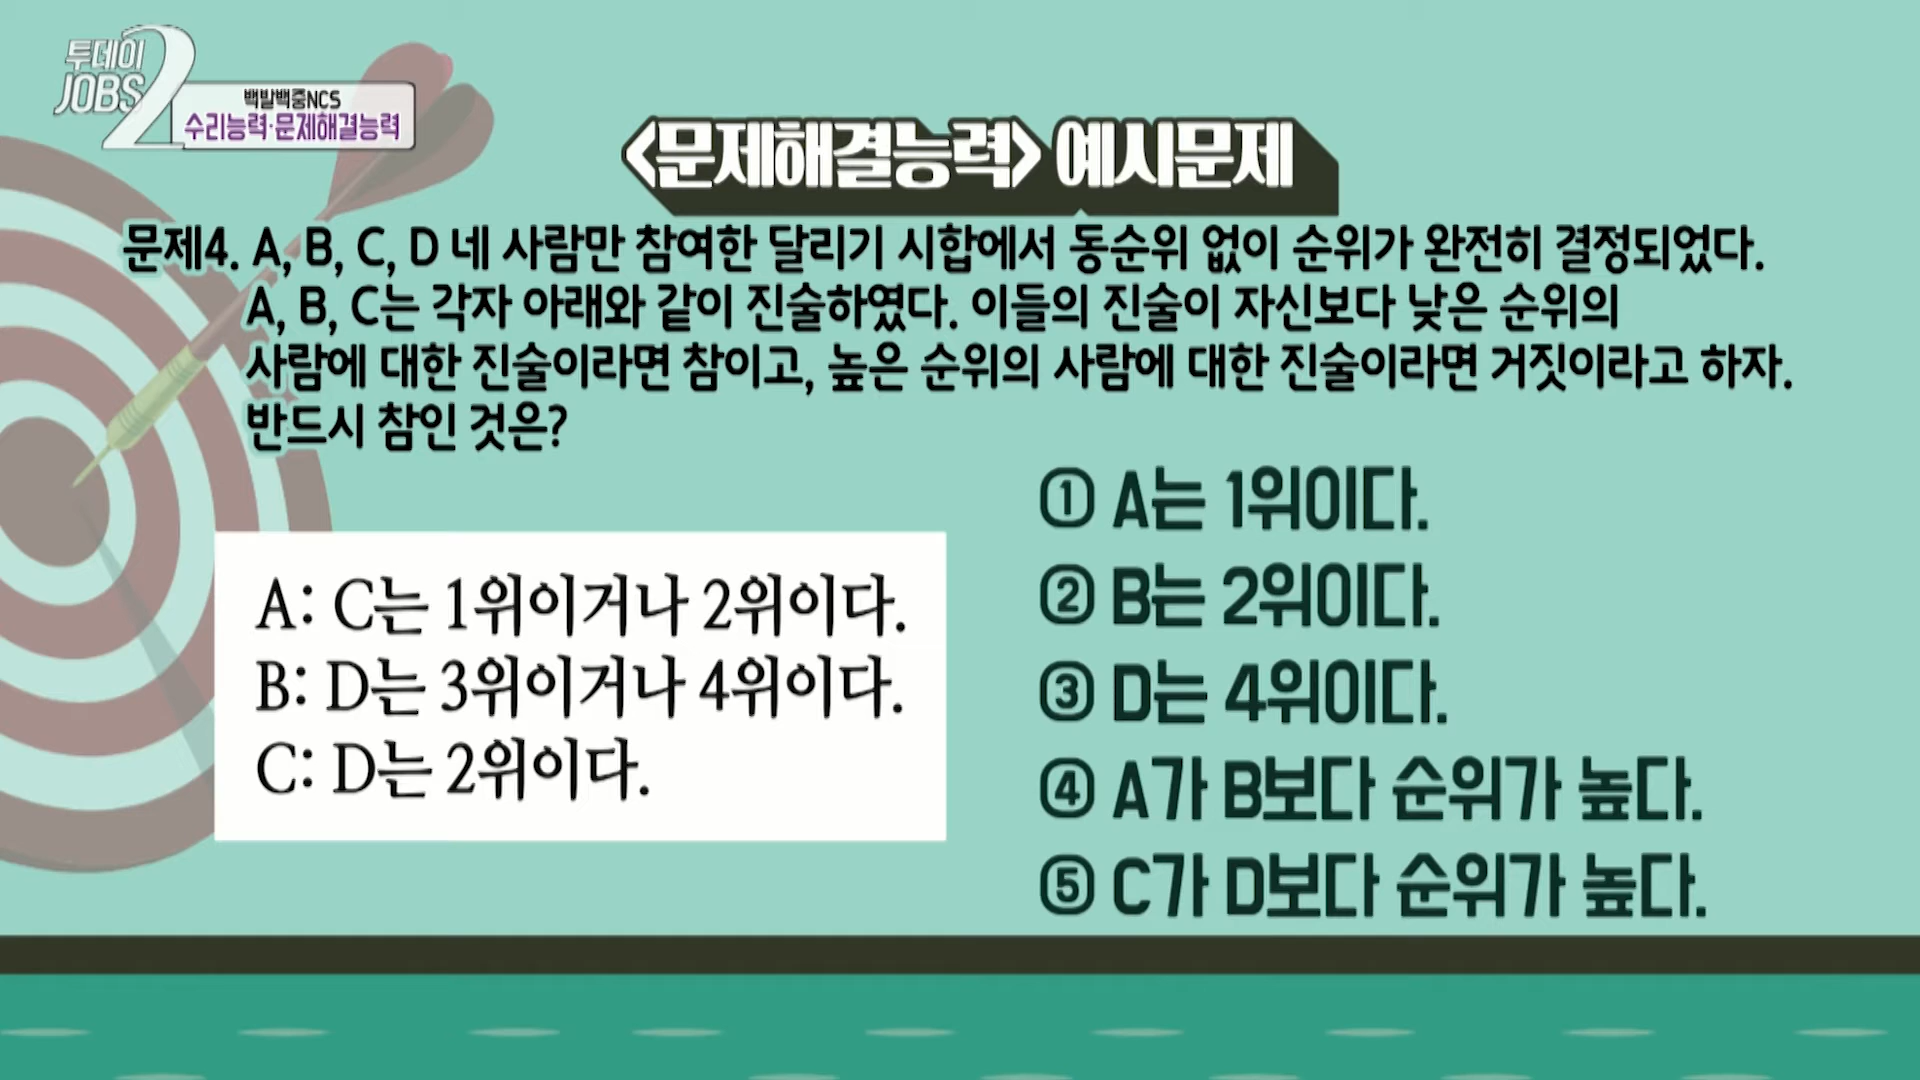 투데이
JOBS 2
백발백중NCS
수리능력·문제해결능력
<문제해결능력> 예시문제
문제4. A, B, C, D 네 사람만 참여한 달리기 시합에서 동순위 없이 순위가 완전히 결정되었다.
A, B, C는 각자 아래와 같이 진술하였다. 이들의 진술이 자신보다 낮은 순위의
사람에 대한 진술이라면 참이고, 높은 순위의 사람에 대한 진술이라면 거짓이라고 하자.
반드시 참인 것은?
A: C는 1위이거나 2위이다.
B: D는 3위이거나 4위이다.
C: D는 2위이다.
① A는 1위이다.
② B는 2위이다.
③ D는 4위이다.
④ A가 B보다 순위가 높다.
⑤ C가 D보다 순위가 높다.